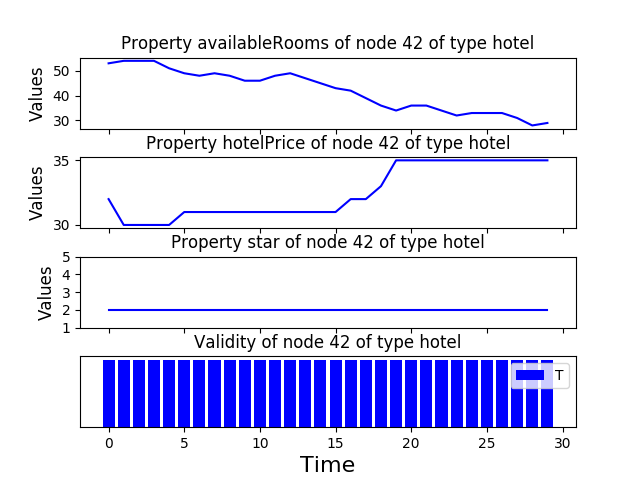 Property availableRooms of node 42 of type hotel
50
40
30
Values
Property hotelPrice of node 42 of type hotel
35
30
Values
Property star of node 42 of type hotel
5
4
3
2
1
Values
Validity of node 42 of type hotel
T
0 5 10 15 20 25 30
Time